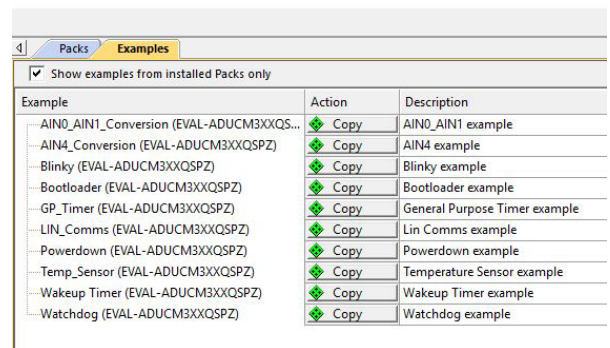 Packs Examples
Show examples from installed Packs only
Example Action Description
AIN0_AIN1_Conversion (EVAL-ADUCM3XXQS... Copy AIN0_AIN1 example
AIN4_Conversion (EVAL-ADUCM3XXQSPZ) Copy AIN4 example
Blinky (EVAL-ADUCM3XXQSPZ) Copy Blinky example
Bootloader (EVAL-ADUCM3XXQSPZ) Copy Bootloader example
GP_Timer (EVAL-ADUCM3XXQSPZ) Copy General Purpose Timer example
LIN_Comms (EVAL-ADUCM3XXQSPZ) Copy Lin Comms example
Powerdown (EVAL-ADUCM3XXQSPZ) Copy Powerdown example
Temp_Sensor (EVAL-ADUCM3XXQSPZ) Copy Temperature Sensor example
Wakeup Timer (EVAL-ADUCM3XXQSPZ) Copy Wakeup Timer example
Watchdog (EVAL-ADUCM3XXQSPZ) Copy Watchdog example